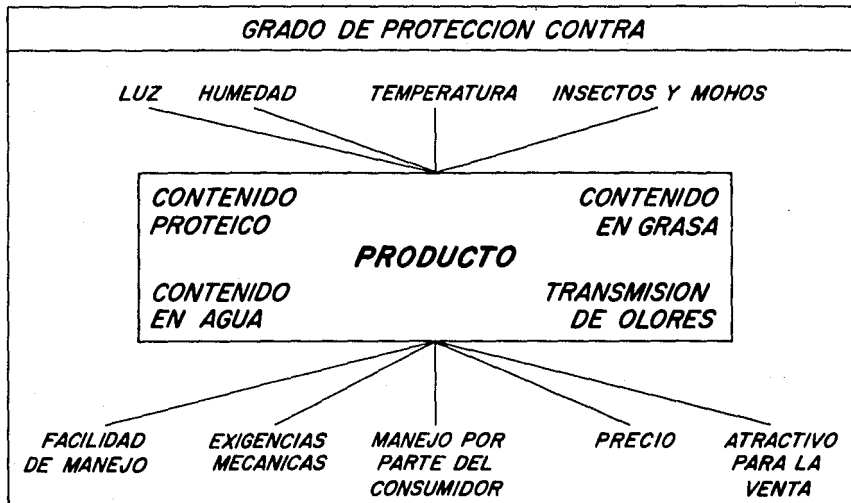 GRADO DE PROTECCION CONTRA
LUZ HUMEDAD TEMPERATURA INSECTOS Y MOHOS
CONTENIDO
PROTEICO
CONTENIDO
EN GRASA
PRODUCTO
CONTENIDO
EN AGUA
TRANSMISION
DE OLORES
FACILIDAD
DE MANEJO
EXIGENCIAS
MECANICAS
MANEJO POR
PARTE DEL
CONSUMIDOR
PRECIO
ATRACTIVO
PARA LA
VENTA